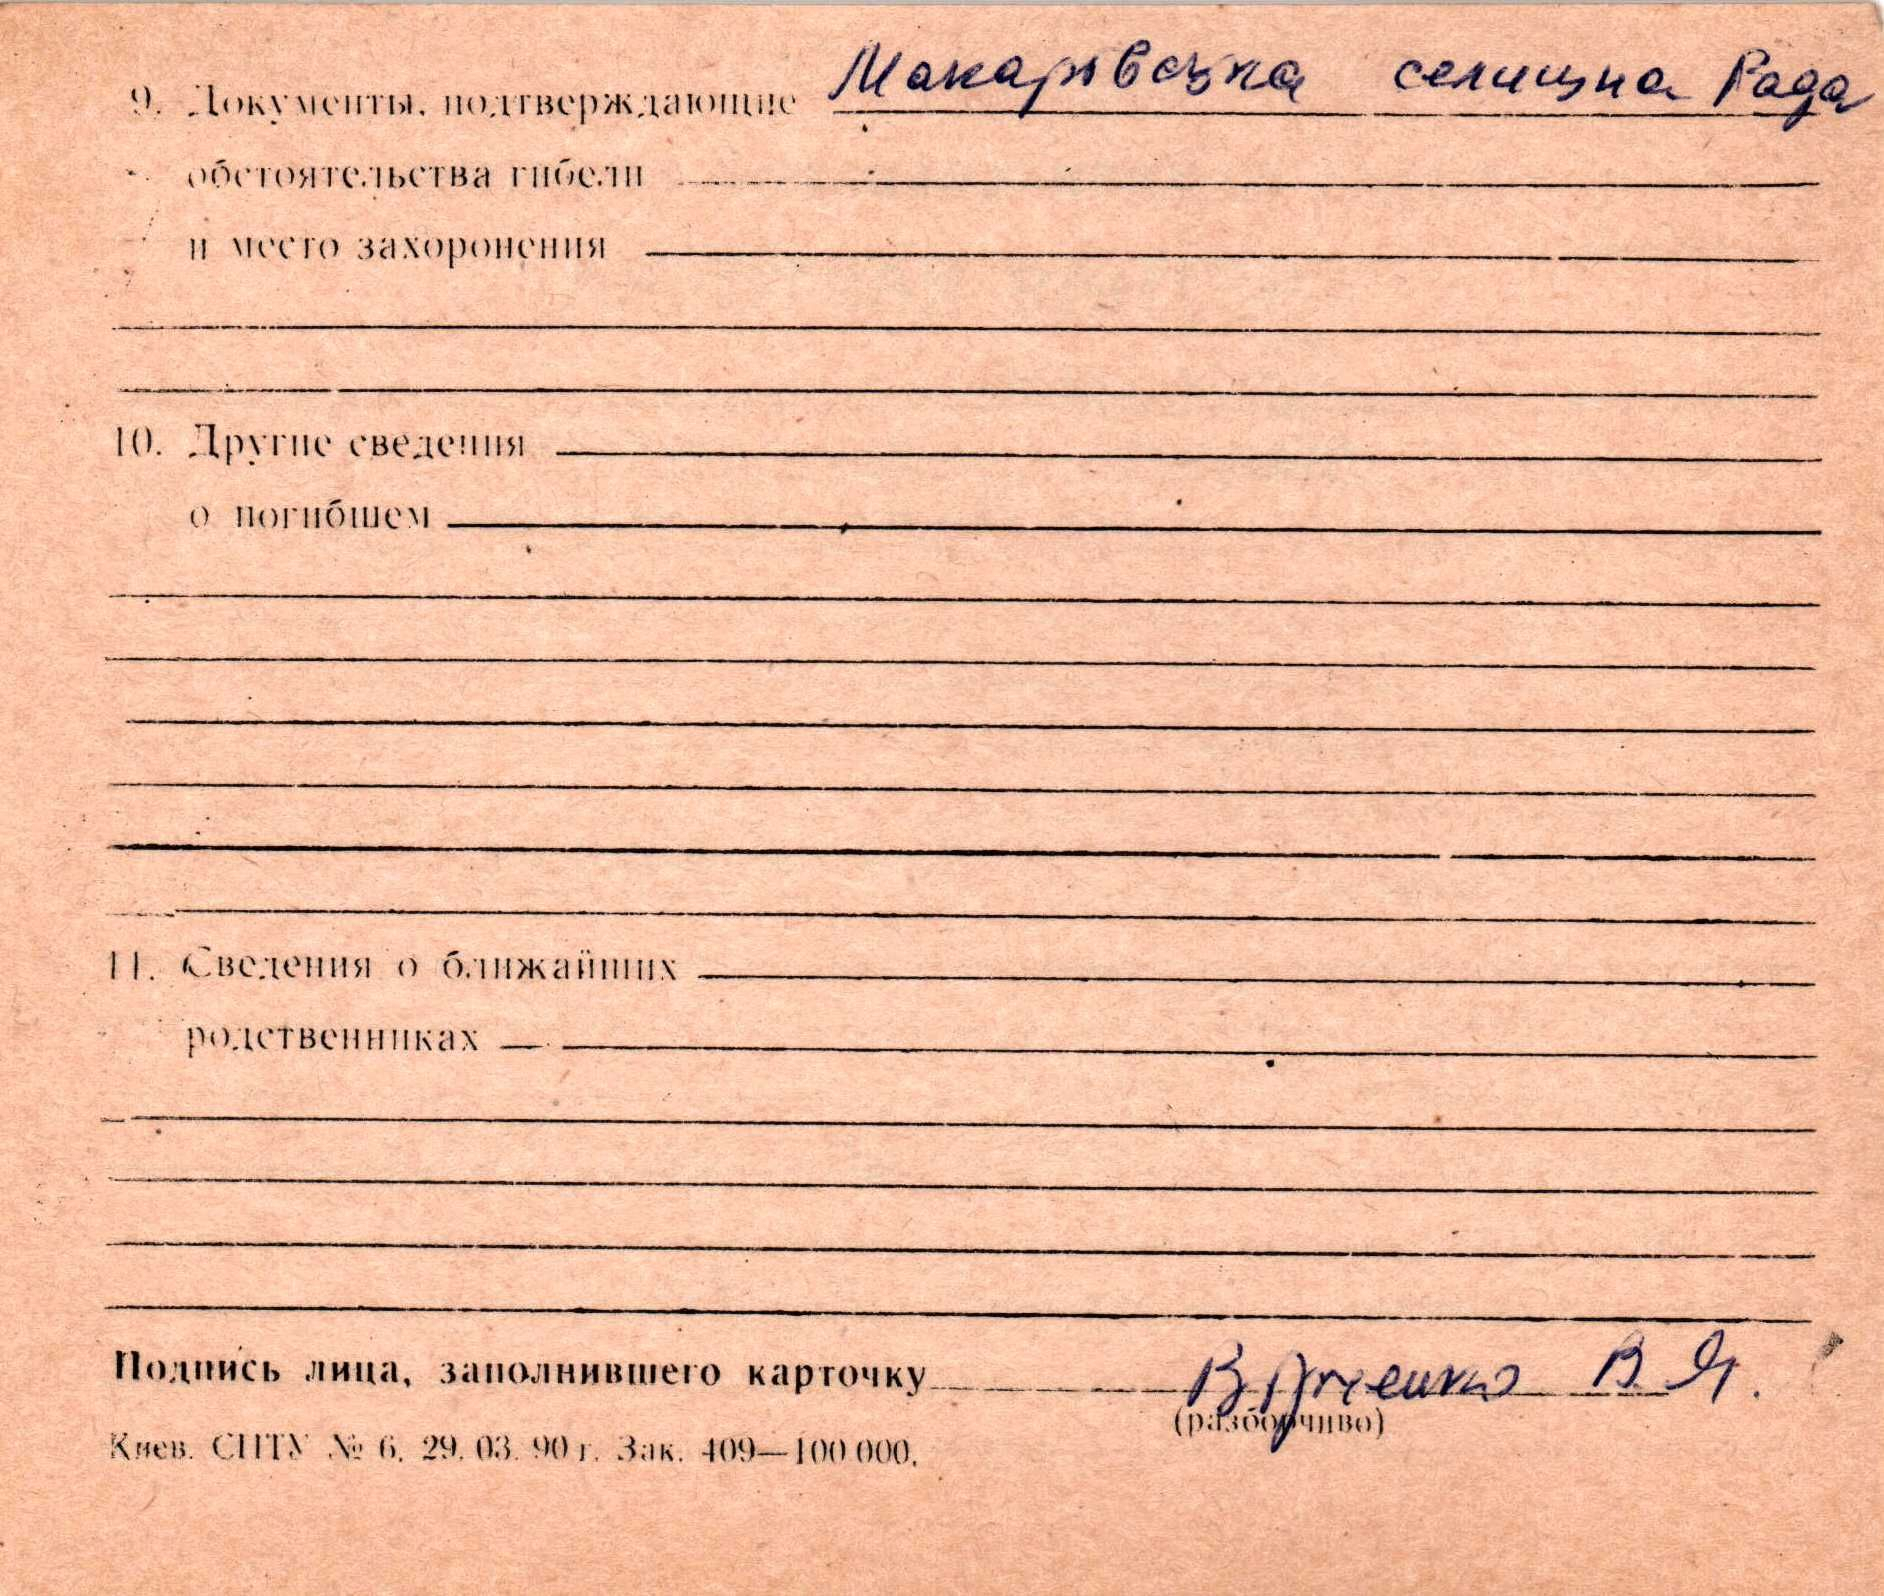 9. Документы, подтверждающие Макарівська селищна Рада
обстоятельства гибели
и место захоронения
10. Другие сведения
о погибшем
11. Сведения о ближайших
родственниках
Подпись лица, заполнившего карточку В. Я.
(разборчиво)
Киев. СПТУ № 6. 29. 03. 90 г. Зак. 409—100 000.